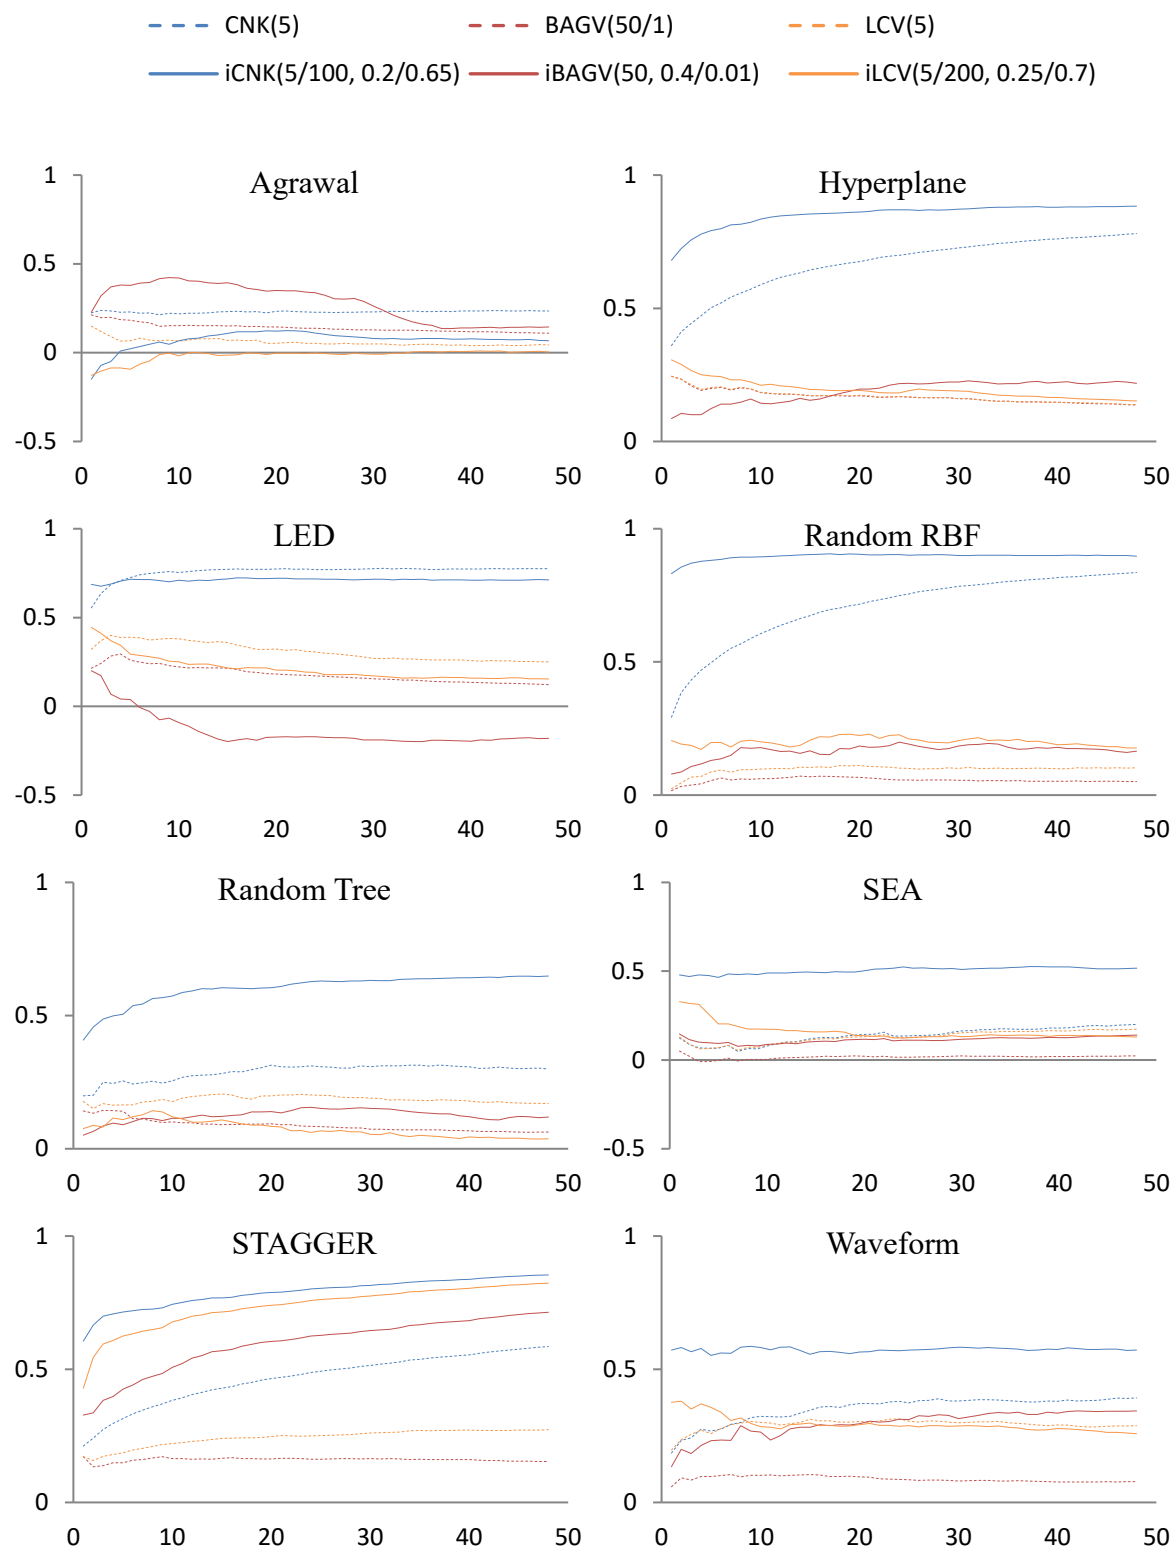 CNK(5) BAGV(50/1) LCV(5)
iCNK(5/100, 0.2/0.65) iBAGV(50, 0.4/0.01) iLCV(5/200, 0.25/0.7)
Agrawal
1
0.5
0
-0.5
0 10 20 30 40 50
Hyperplane
1
0.5
0
0 10 20 30 40 50
LED
1
0.5
0
-0.5
0 10 20 30 40 50
Random RBF
1
0.5
0
0 10 20 30 40 50
Random Tree
1
0.5
0
0 10 20 30 40 50
SEA
1
0.5
0
-0.5
0 10 20 30 40 50
STAGGER
1
0.5
0
0 10 20 30 40 50
Waveform
1
0.5
0
0 10 20 30 40 50